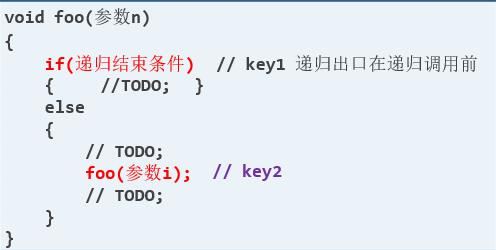 void foo(参数n)
{
if(递归结束条件) // key1 递归出口在递归调用前
{ //TODO; }
else
{
// TODO;
foo(参数i); // key2
// TODO;
}
}